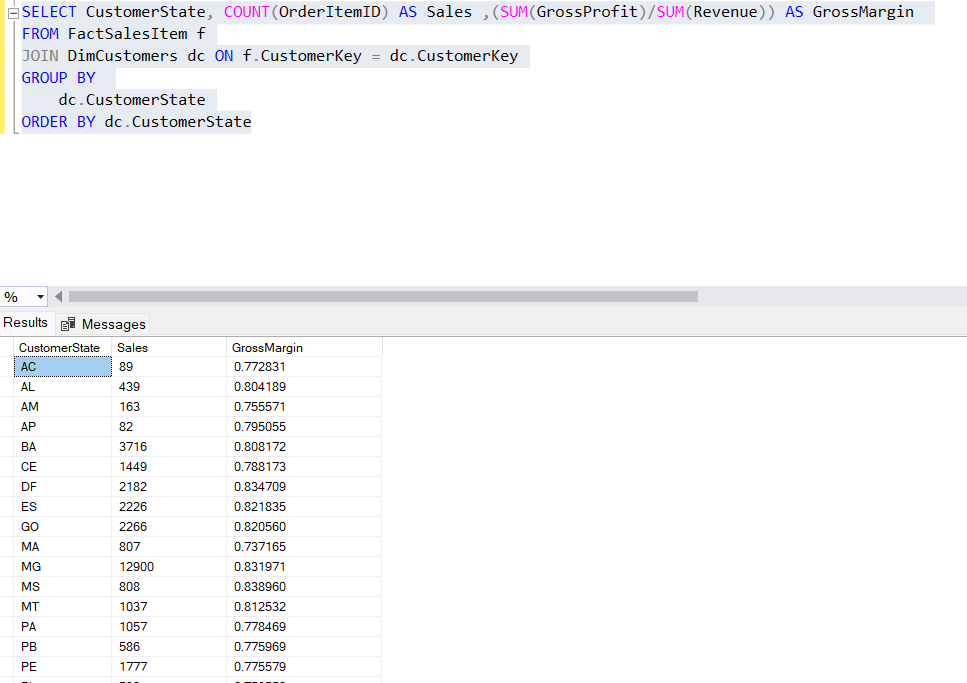 SELECT CustomerState, COUNT(OrderItemID) AS Sales ,(SUM(GrossProfit)/SUM(Revenue)) AS GrossMargin
FROM FactSalesItem f
JOIN DimCustomers dc ON f.CustomerKey = dc.CustomerKey
GROUP BY
dc.CustomerState
ORDER BY dc.CustomerState
%
Results Messages
CustomerState Sales GrossMargin
AC 89 0.772831
AL 439 0.804189
AM 163 0.755571
AP 82 0.795055
BA 3716 0.808172
CE 1449 0.788173
DF 2182 0.834709
ES 2226 0.821835
GO 2266 0.820560
MA 807 0.737165
MG 12900 0.831971
MS 808 0.838960
MT 1037 0.812532
PA 1057 0.778469
PB 586 0.775969
PE 1777 0.775579